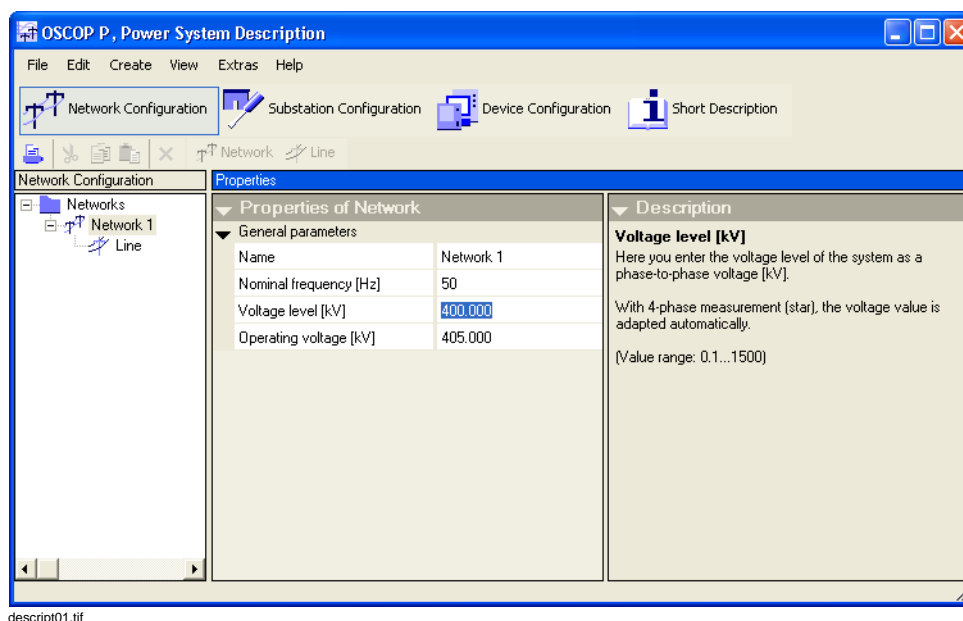 OSCOP P, Power System Description
File Edit Create View Extras Help
Network Configuration Substation Configuration Device Configuration Short Description
Network Line
Network Configuration
Properties
Networks
Network 1
Line
Properties of Network
General parameters
Name Network 1
Nominal frequency [Hz] 50
Voltage level [kV] 400.000
Operating voltage [kV] 405.000
Description
Voltage level [kV]
Here you enter the voltage level of the system as a
phase-to-phase voltage [kV].
With 4-phase measurement (star), the voltage value is
adapted automatically.
(Value range: 0.1...1500)
descript01.tif